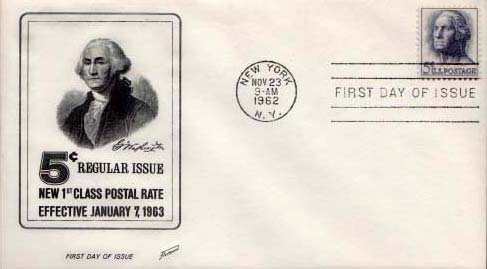 G Washington
5¢ REGULAR ISSUE
NEW 1ST CLASS POSTAL RATE
EFFECTIVE JANUARY 7, 1963
FIRST DAY OF ISSUE
NEW YORK
NOV 23
9-AM
1962
N.Y.
5¢ U.S. POSTAGE
FIRST DAY OF ISSUE